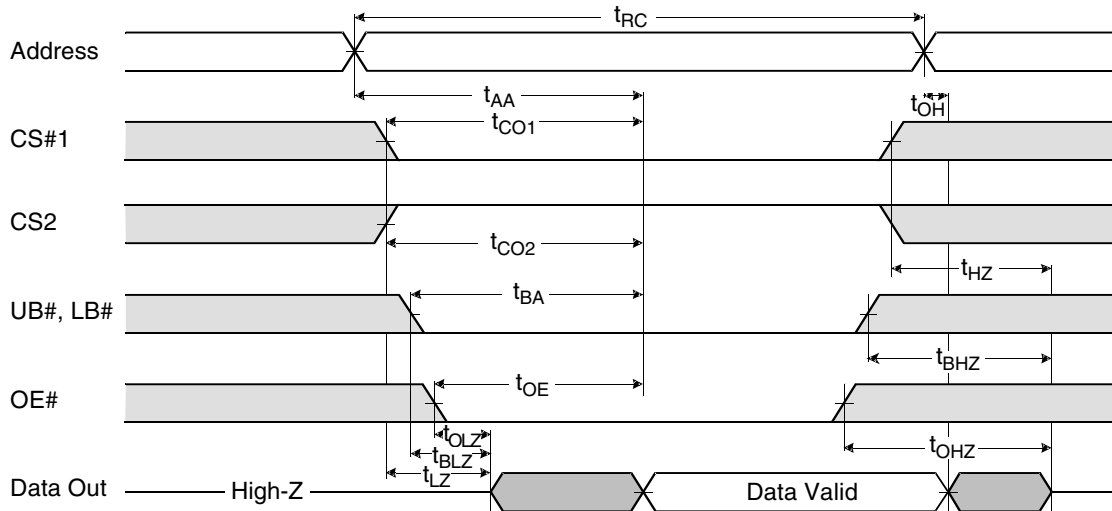 tRC
Address
tAA
tOH
tCO1
CS#1
CS2
tCO2
tHZ
tBA
UB#, LB#
tBHZ
tOE
OE#
tOLZ
tOHZ
tBLZ
tLZ
Data Out High-Z Data Valid